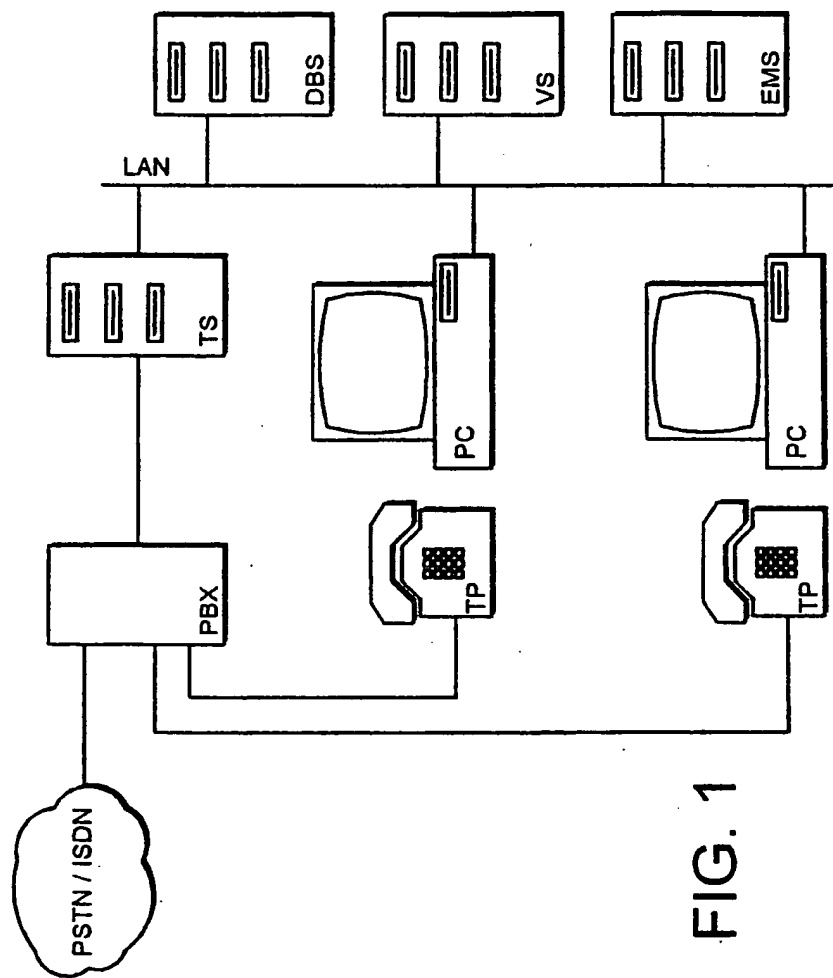 PSTN / ISDN
PBX
TS
LAN
DBS
VS
EMS
TP
PC
TP
PC
FIG. 1